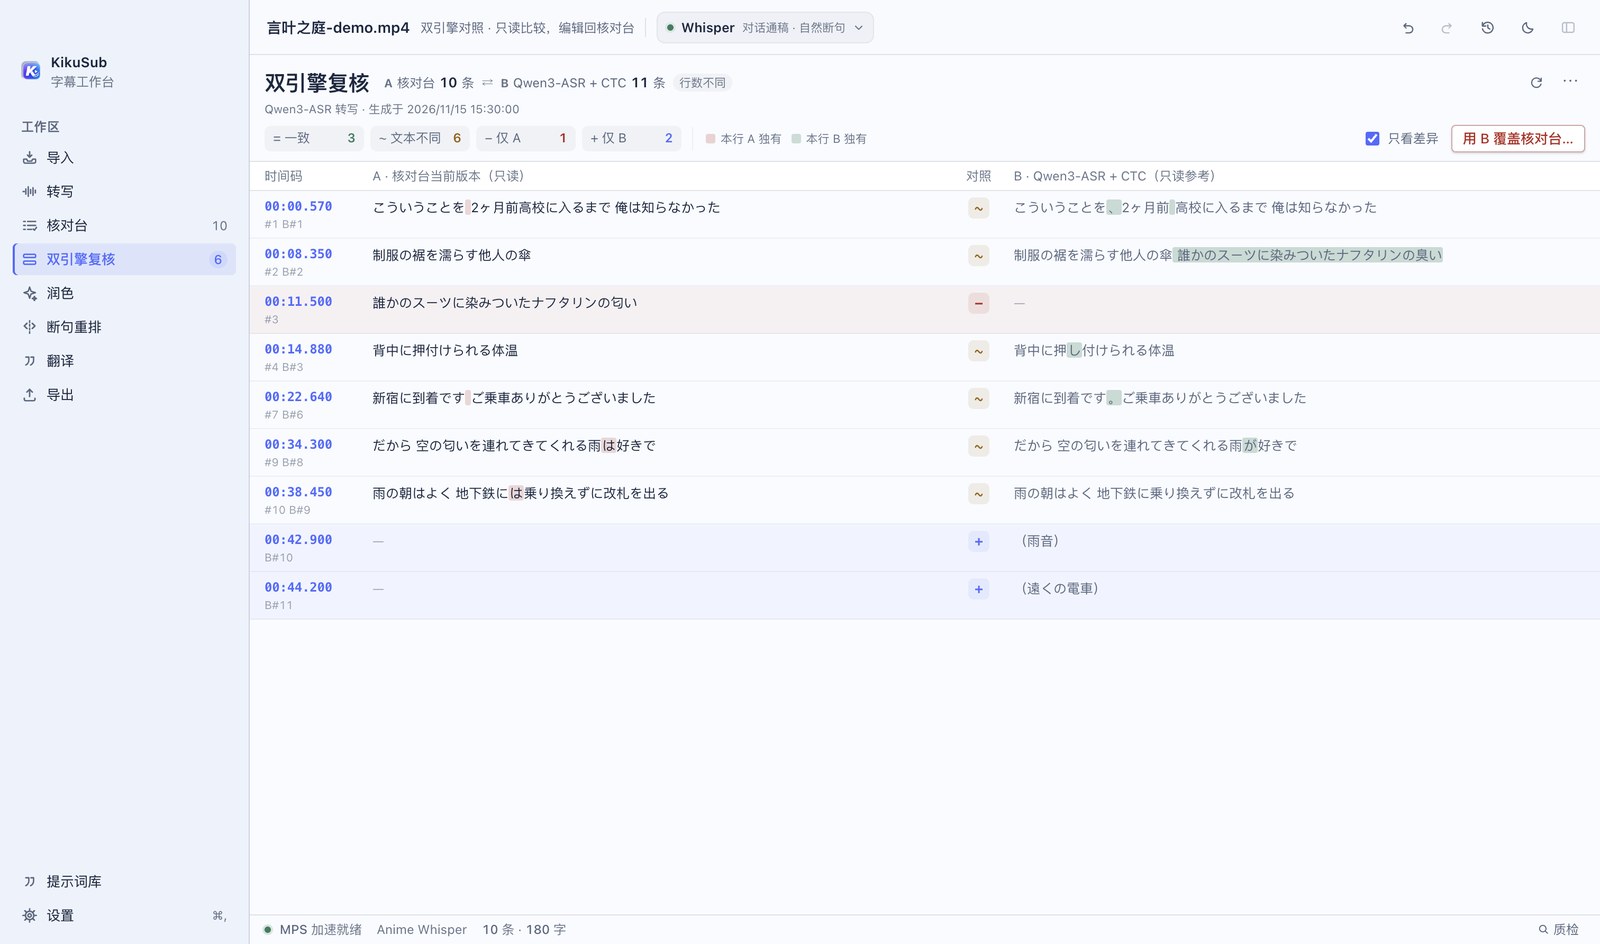 KikuSub
字幕工作台
工作区
导入
转写
核对台 10
双引擎复核 6
润色
断句重排
翻译
导出
提示词库
设置 ⌘,
言叶之庭-demo.mp4 双引擎对照 · 只读比较，编辑回核对台 Whisper 对话通稿 · 自然断句
双引擎复核 A 核对台 10 条 ⇌ B Qwen3-ASR + CTC 11 条 行数不同
Qwen3-ASR 转写 · 生成于 2026/11/15 15:30:00
= 一致 3 ~ 文本不同 6 − 仅 A 1 + 仅 B 2 本行 A 独有 本行 B 独有 只看差异 用 B 覆盖核对台...
时间码 A · 核对台当前版本（只读） 对照 B · Qwen3-ASR + CTC（只读参考）
00:00.570 こういうことを 2ヶ月前高校に入るまで 俺は知らなかった ~ こういうことを、2ヶ月前 高校に入るまで 俺は知らなかった
#1 B#1
00:08.350 制服の裾を濡らす他人の傘 ~ 制服の裾を濡らす他人の傘 誰かのスーツに染みついたナフタリンの臭い
#2 B#2
00:11.500 誰かのスーツに染みついたナフタリンの匂い − —
#3
00:14.880 背中に押付けられる体温 ~ 背中に押し付けられる体温
#4 B#3
00:22.640 新宿に到着です ご乗車ありがとうございました ~ 新宿に到着です。ご乗車ありがとうございました
#7 B#6
00:34.300 だから 空の匂いを連れてきてくれる雨は好きで ~ だから 空の匂いを連れてきてくれる雨が好きで
#9 B#8
00:38.450 雨の朝はよく 地下鉄には乗り換えずに改札を出る ~ 雨の朝はよく 地下鉄に乗り換えずに改札を出る
#10 B#9
00:42.900 — + （雨音）
B#10
00:44.200 — + （遠くの電車）
B#11
MPS 加速就绪 Anime Whisper 10 条 · 180 字 质检